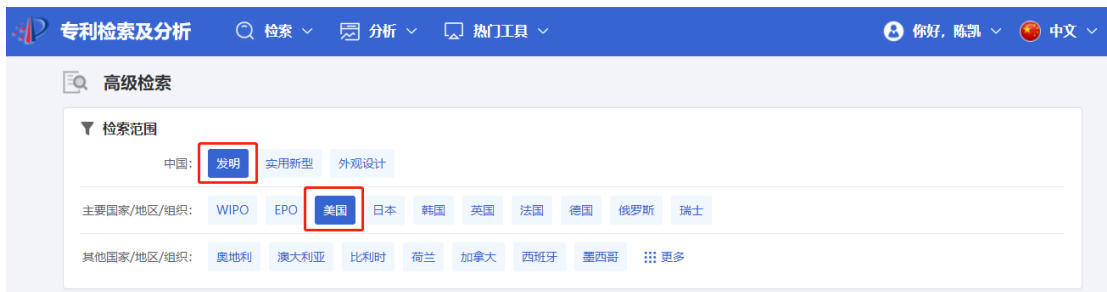 专利检索及分析 检索 分析 热门工具 你好, 陈凯 中文
高级检索
检索范围
中国: 发明 实用新型 外观设计
主要国家/地区/组织: WIPO EPO 美国 日本 韩国 英国 法国 德国 俄罗斯 瑞士
其他国家/地区/组织: 奥地利 澳大利亚 比利时 荷兰 加拿大 西班牙 墨西哥 更多